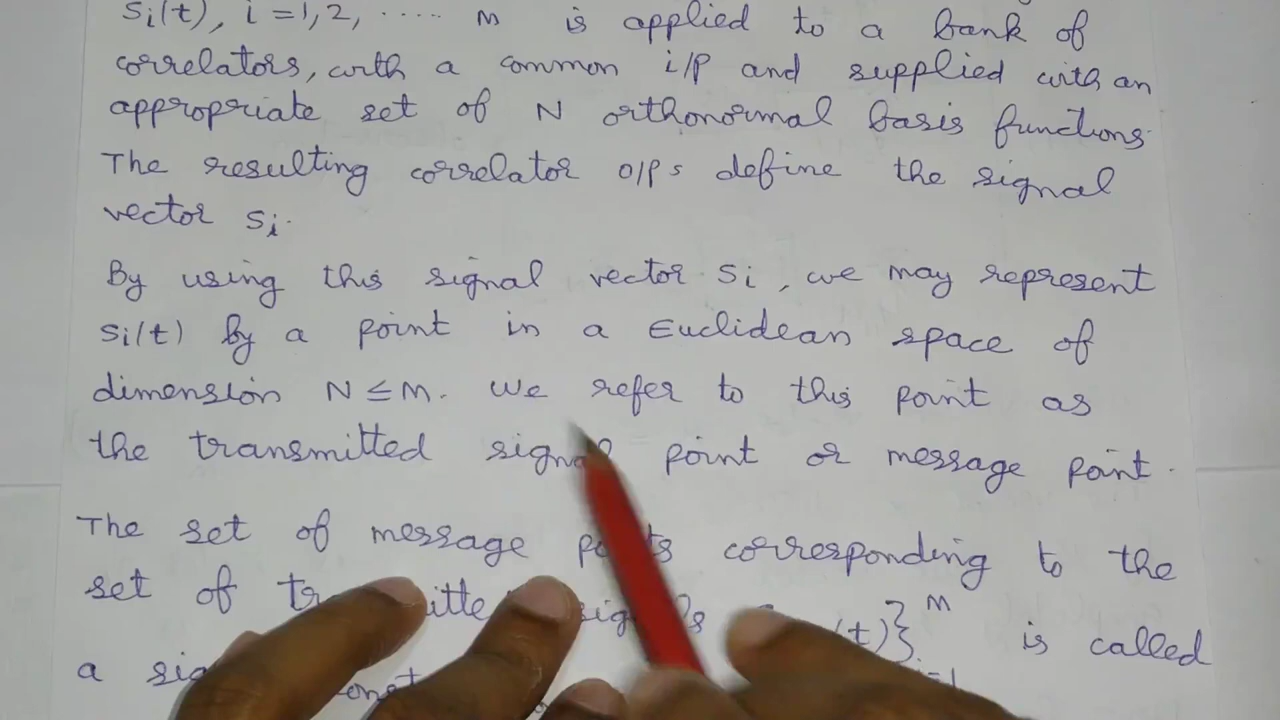 si(t), i=1,2, ..... M is applied to a bank of
correlators, with a common i/p and supplied with an
appropriate set of N orthonormal basis functions.
The resulting correlator o/ps define the signal
vector si.
By using this signal vector si, we may represent
si(t) by a point in a Euclidean space of
dimension N ≤ M. We refer to this point as
the transmitted signal point or message point.
The set of message points corresponding to the
set of (t)}M is called
a